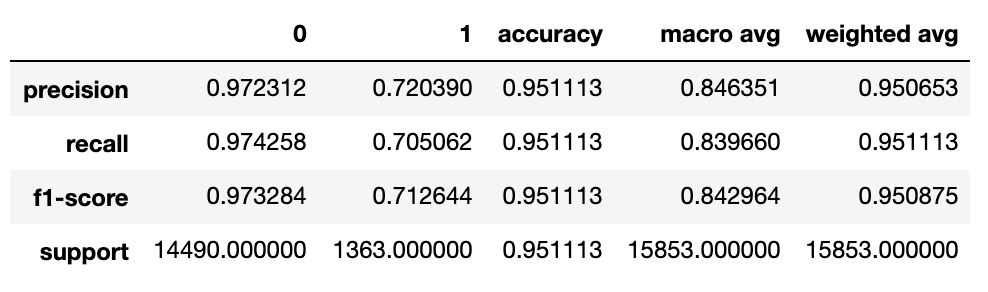 0 1 accuracy macro avg weighted avg
precision 0.972312 0.720390 0.951113 0.846351 0.950653
recall 0.974258 0.705062 0.951113 0.839660 0.951113
f1-score 0.973284 0.712644 0.951113 0.842964 0.950875
support 14490.000000 1363.000000 0.951113 15853.000000 15853.000000